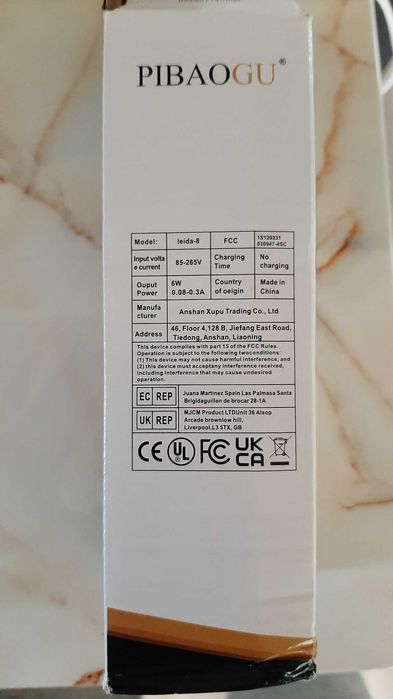 PIBAOGU®
Model: leida-8 FCC 1S120231
030947-4SC
Input volta
e current 85-265V Charging
Time No
charging
Ouput
Power 6W
0.08-0.3A Country
of oeigin Made in
China
Manufa
cturer Anshan Xupu Trading Co., Ltd
Address 46, Floor 4,128 B, Jiefang East Road,
Tiedong, Anshan, Liaoning
This device complies with part 15 of the FCC Rules.
Operation is subject to the following twoconditions:
(1) This device may not cause harmful interference, and
(2) this device must acceptany interference received,
including interference that may cause undesired
operation.
EC REP Juana Martinez Spain Las Palmasa Santa
Brigidaguillen de brocar 28-1A
UK REP MJCM Product LTDUnit 36 Alsop
Arcade brownlow hill,
Liverpool,L3 5TX, GB
CE UL FC UK
CA